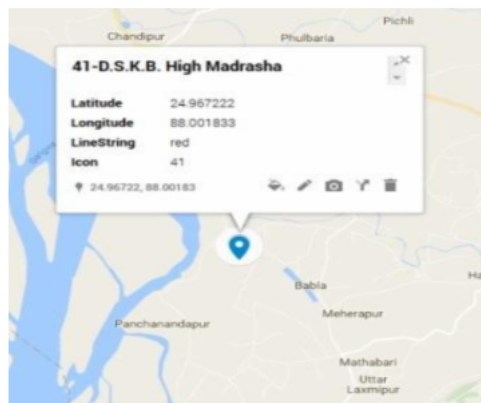 Pichli
Chandipur
Phulbaria
41-D.S.K.B. High Madrasha
Latitude 24.967222
Longitude 88.001833
LineString red
Icon 41
24.96722, 88.00183
Babla
Meherapur
Panchanandapur
Mathabari
Uttar
Laxmipur